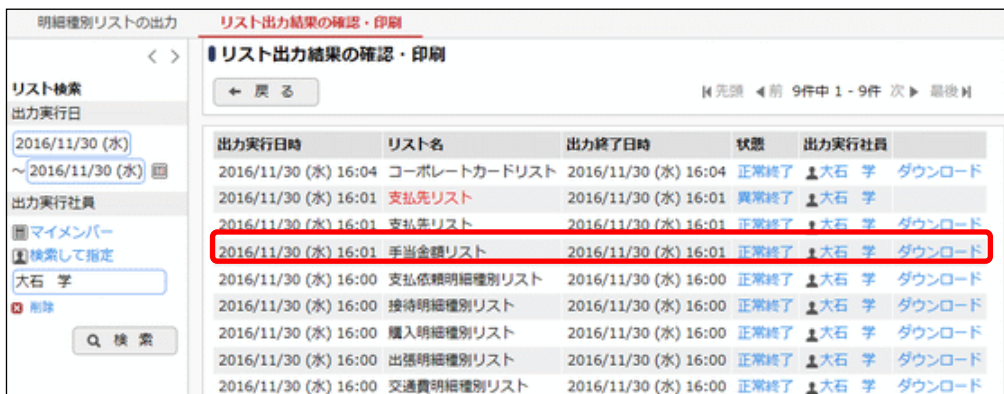 明細種別リストの出力 リスト出力結果の確認・印刷
リスト出力結果の確認・印刷
リスト検索
出力実行日
2016/11/30 (水)
～2016/11/30 (水)
出力実行社員
マイメンバー
検索して指定
大石 学
削除
検 索
戻 る
先頭 前 9件中 1 - 9件 次 最後
出力実行日時 リスト名 出力終了日時 状態 出力実行社員
2016/11/30 (水) 16:04 コーポレートカードリスト 2016/11/30 (水) 16:04 正常終了 大石 学 ダウンロード
2016/11/30 (水) 16:01 支払先リスト 2016/11/30 (水) 16:01 異常終了 大石 学
2016/11/30 (水) 16:01 支払先リスト 2016/11/30 (水) 16:01 正常終了 大石 学 ダウンロード
2016/11/30 (水) 16:01 手当金額リスト 2016/11/30 (水) 16:01 正常終了 大石 学 ダウンロード
2016/11/30 (水) 16:00 支払依頼明細種別リスト 2016/11/30 (水) 16:00 正常終了 大石 学 ダウンロード
2016/11/30 (水) 16:00 接待明細種別リスト 2016/11/30 (水) 16:00 正常終了 大石 学 ダウンロード
2016/11/30 (水) 16:00 購入明細種別リスト 2016/11/30 (水) 16:00 正常終了 大石 学 ダウンロード
2016/11/30 (水) 16:00 出張明細種別リスト 2016/11/30 (水) 16:00 正常終了 大石 学 ダウンロード
2016/11/30 (水) 16:00 交通費明細種別リスト 2016/11/30 (水) 16:00 正常終了 大石 学 ダウンロード